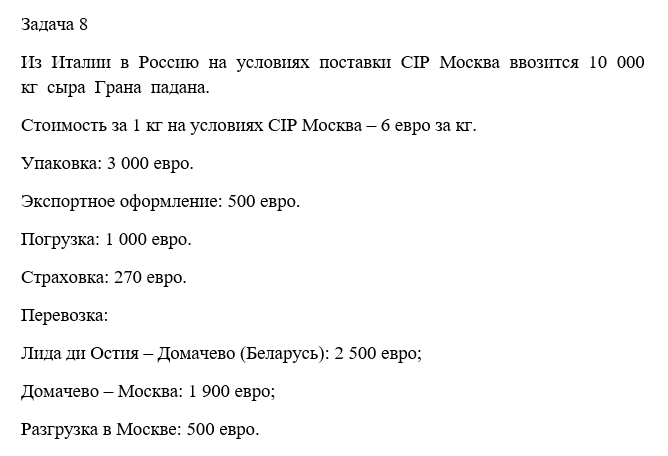 Задача 8
Из Италии в Россию на условиях поставки CIP Москва ввозится 10 000
кг сыра Грана падана.
Стоимость за 1 кг на условиях CIP Москва – 6 евро за кг.
Упаковка: 3 000 евро.
Экспортное оформление: 500 евро.
Погрузка: 1 000 евро.
Страховка: 270 евро.
Перевозка:
Лида ди Остия – Домачево (Беларусь): 2 500 евро;
Домачево – Москва: 1 900 евро;
Разгрузка в Москве: 500 евро.